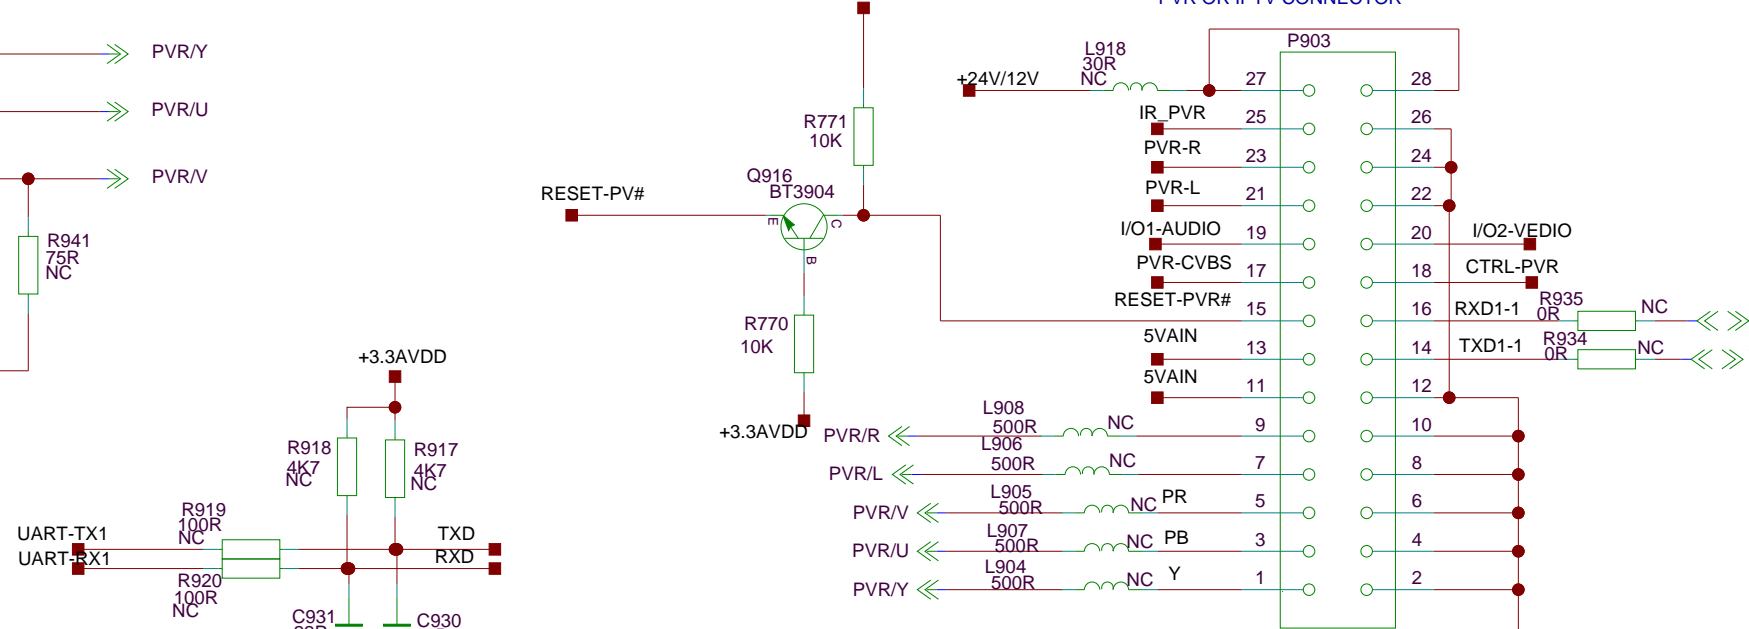 PVR OR IPTV CONNECTOR
PVR/Y
PVR/U
PVR/V
R941
75R
NC
+3.3AVDD
R918
4K7
NC
R917
4K7
NC
R919
100R
NC
UART-TX1
UART-RX1
R920
100R
NC
TXD
RXD
C931
C930
RESET-PV#
R771
10K
Q916
BT3904
E
C
B
R770
10K
+3.3AVDD
L918
30R
NC
+24V/12V
P903
27
28
IR_PVR
25
26
PVR-R
23
24
PVR-L
21
22
I/O1-AUDIO
19
20
I/O2-VEDIO
PVR-CVBS
17
18
CTRL-PVR
RESET-PVR#
15
16
RXD1-1
R935
0R
NC
5VAIN
13
14
TXD1-1
R934
0R
NC
5VAIN
11
12
PVR/R
L908
500R
NC
9
10
PVR/L
L906
500R
NC
7
8
PVR/V
L905
500R
NC
PR
5
6
PVR/U
L907
500R
NC
PB
3
4
PVR/Y
L904
500R
NC
Y
1
2